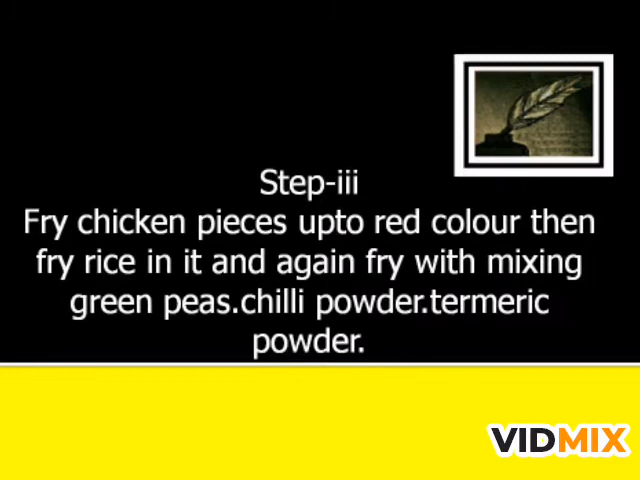 Step-iii
Fry chicken pieces upto red colour then
fry rice in it and again fry with mixing
green peas.chilli powder.termeric
powder.
VIDMIX